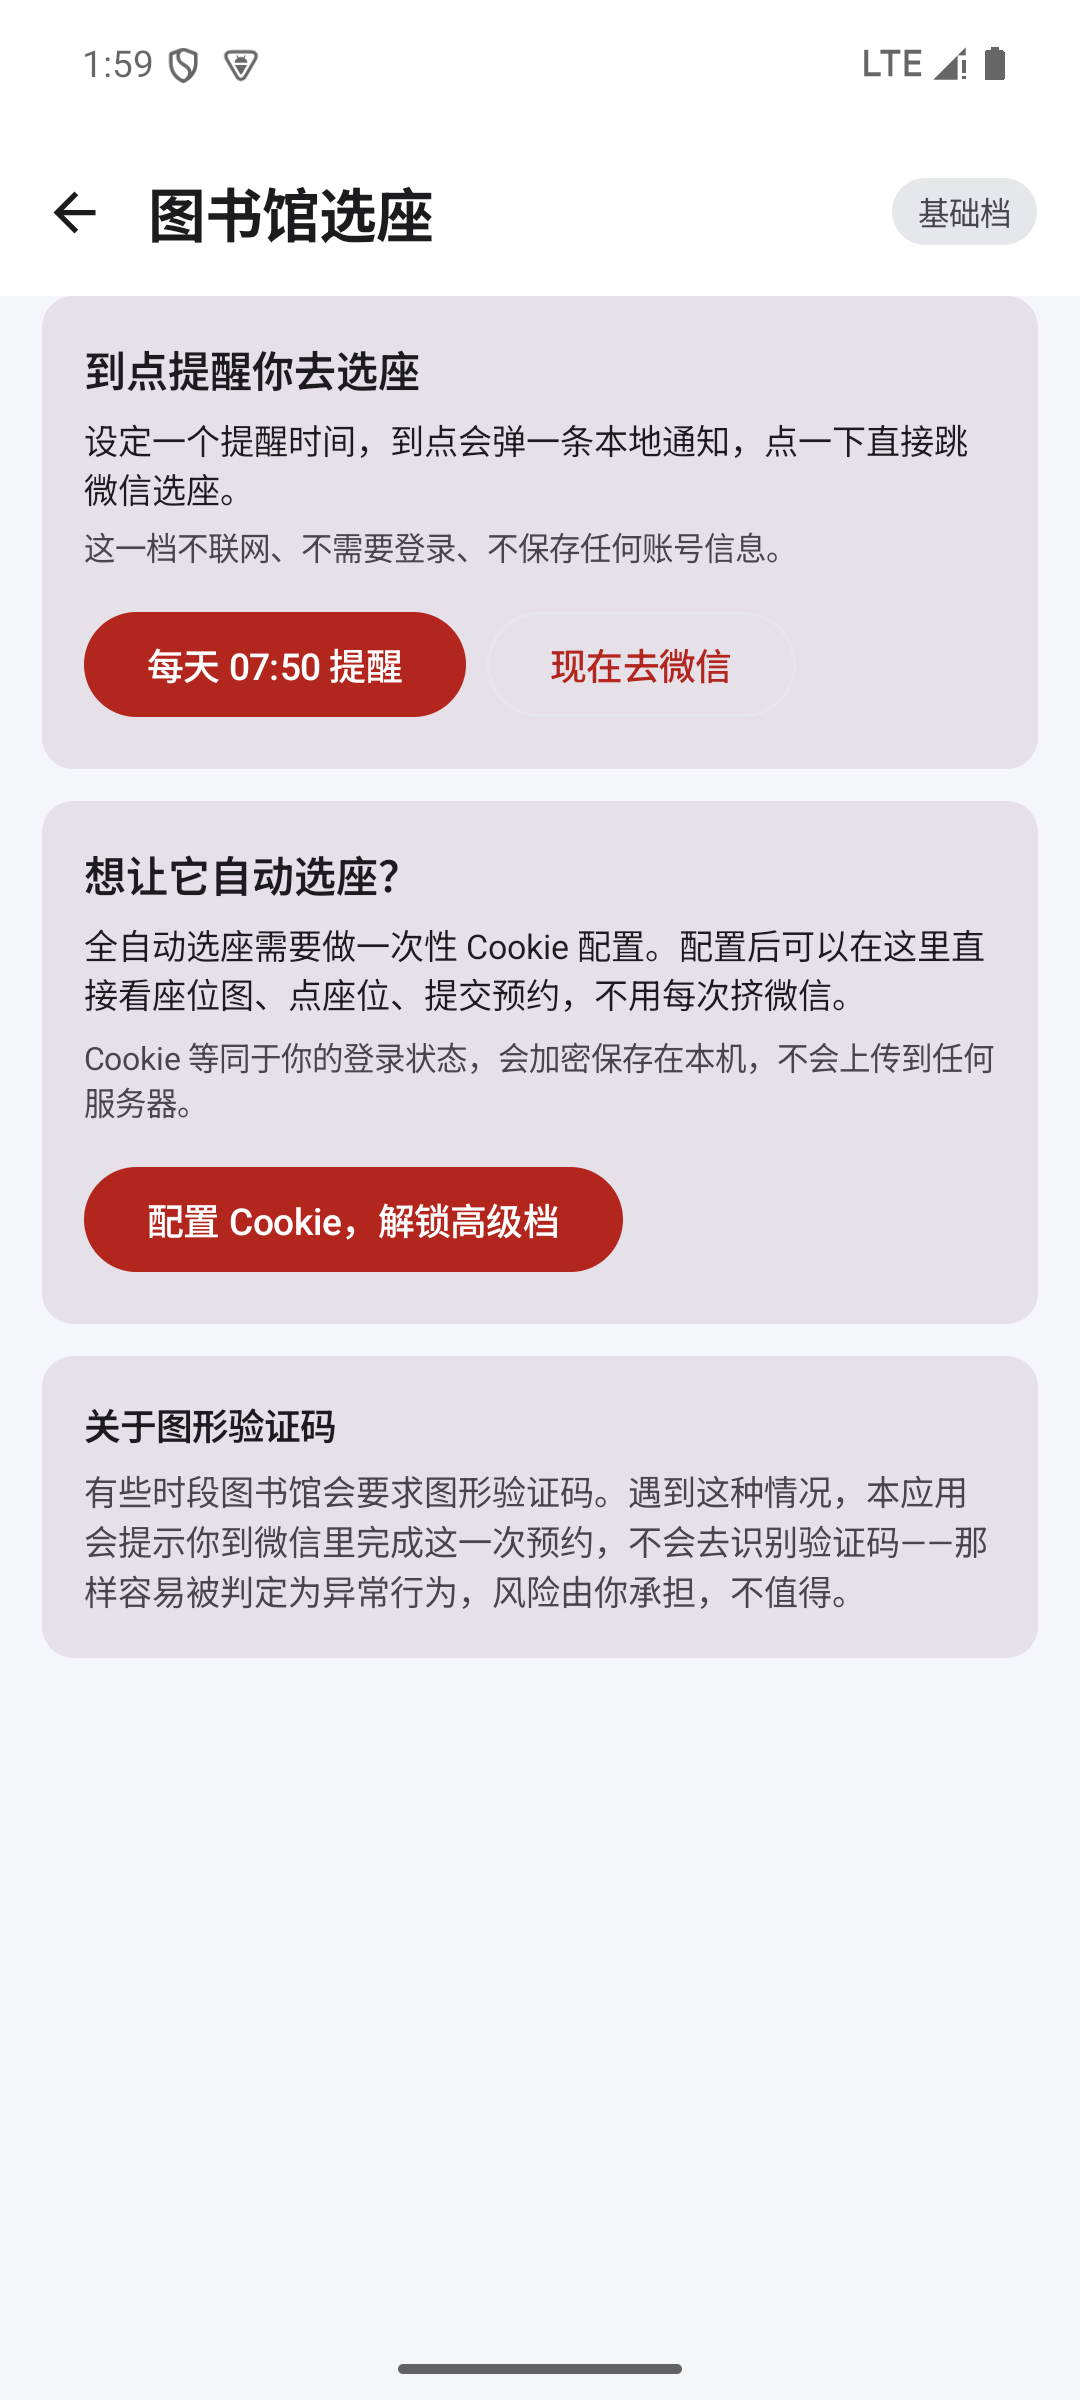 1:59
LTE
图书馆选座
基础档
到点提醒你去选座
设定一个提醒时间，到点会弹一条本地通知，点一下直接跳
微信选座。
这一档不联网、不需要登录、不保存任何账号信息。
每天 07:50 提醒
现在去微信
想让它自动选座？
全自动选座需要做一次性 Cookie 配置。配置后可以在这里直
接看座位图、点座位、提交预约，不用每次挤微信。
Cookie 等同于你的登录状态，会加密保存在本机，不会上传到任何
服务器。
配置 Cookie，解锁高级档
关于图形验证码
有些时段图书馆会要求图形验证码。遇到这种情况，本应用
会提示你到微信里完成这一次预约，不会去识别验证码——那
样容易被判定为异常行为，风险由你承担，不值得。